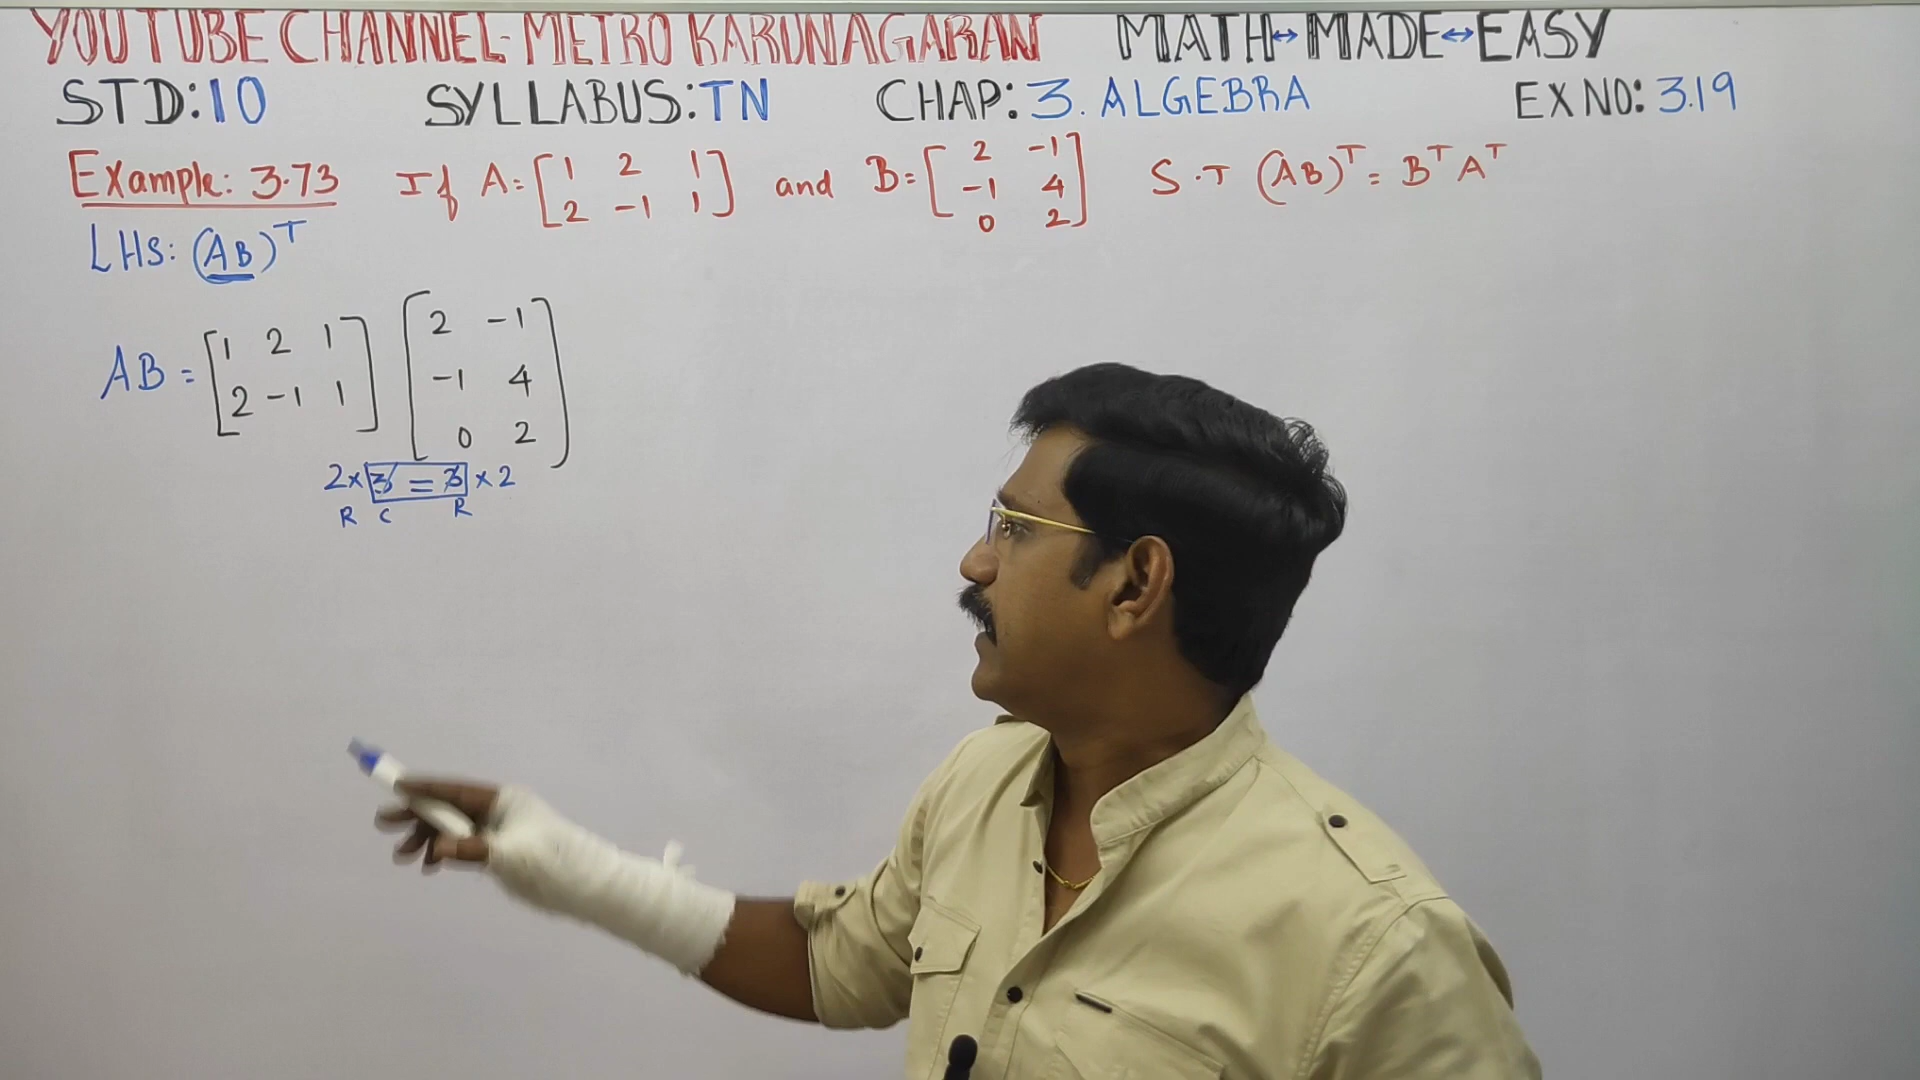 YOUTUBE CHANNEL-METRO KARUNAGARAN MATH↔MADE↔EASY
STD:10 SYLLABUS:TN CHAP: 3. ALGEBRA EX NO: 3.19
Example: 3.73 If A=[1 2 1 and B=[2 -1 S.T (AB)ᵀ = BᵀAᵀ
2 -1 1] -1 4
0 2]
LHS: (AB)ᵀ
AB = [1 2 1 [2 -1
2 -1 1] -1 4
0 2]
2×3 = 3×2
R C R